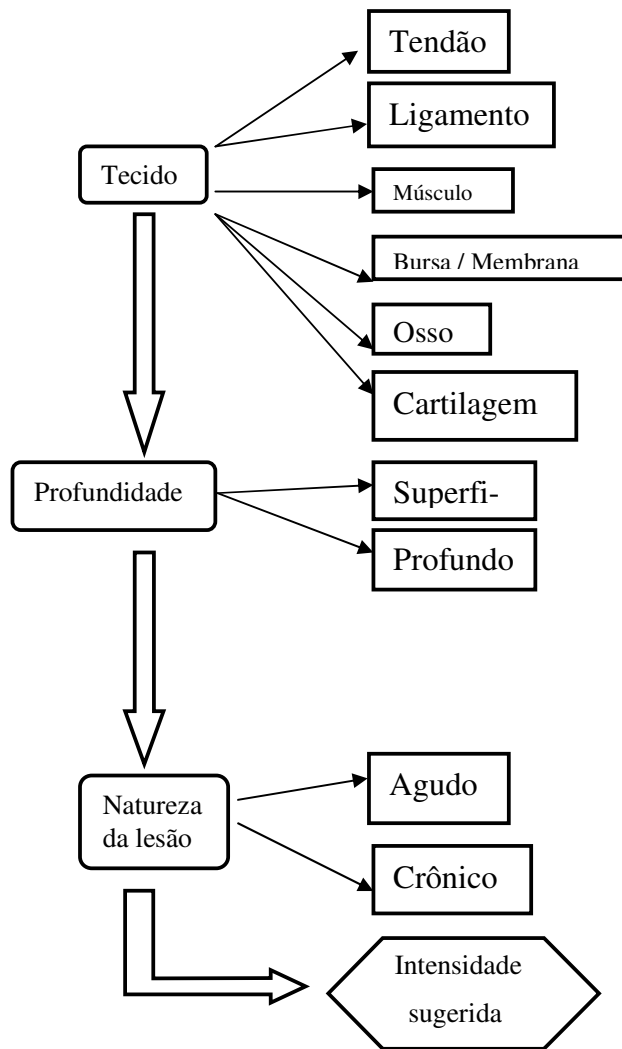 Tendão
Ligamento
Tecido
Músculo
Bursa / Membrana
Osso
Cartilagem
Profundidade
Superfi-
Profundo
Natureza
da lesão
Agudo
Crônico
Intensidade
sugerida